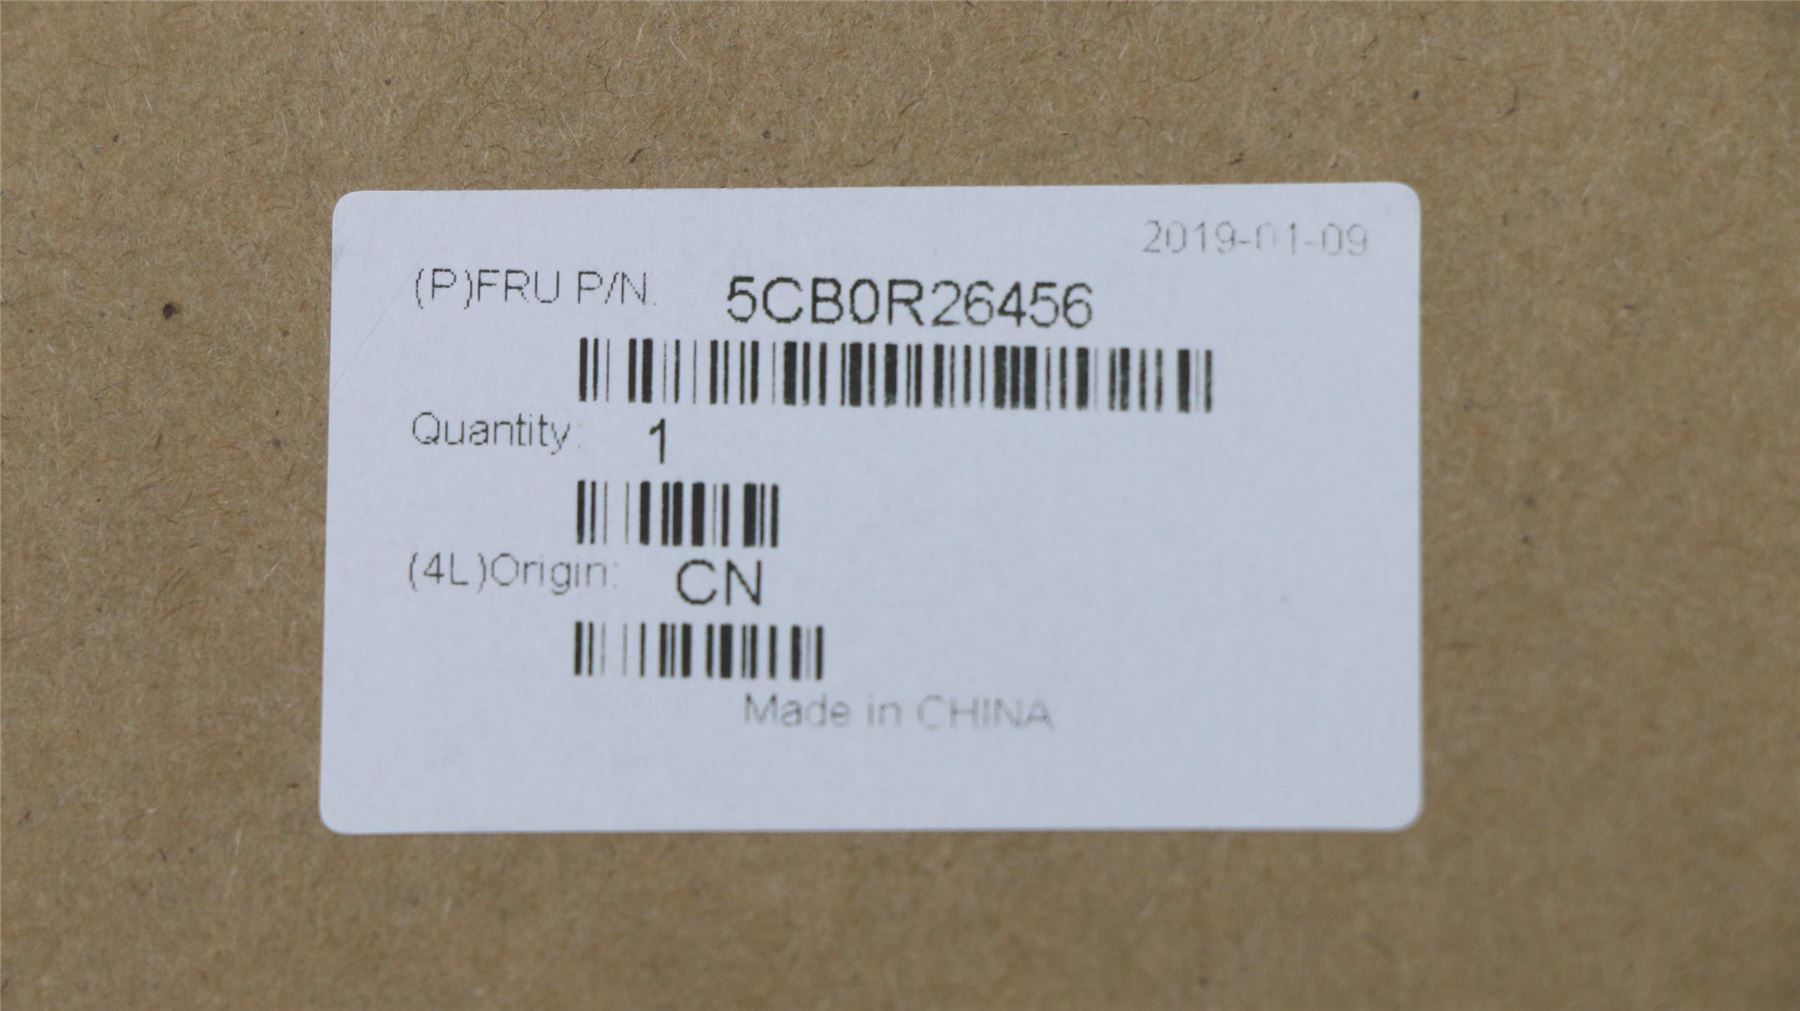 2019-01-09
(P)FRU P/N. 5CB0R26456
Quantity: 1
(4L)Origin: CN
Made in CHINA